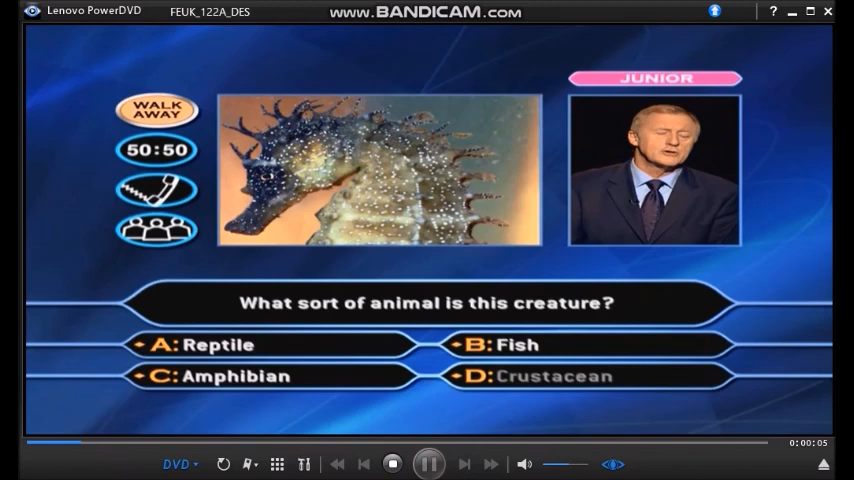 Lenovo PowerDVD
FEUK_122A_DES
WWW.BANDICAM.COM
?
JUNIOR
WALK
AWAY
50:50
What sort of animal is this creature?
A: Reptile
B: Fish
C: Amphibian
D: Crustacean
0:00:05
DVD